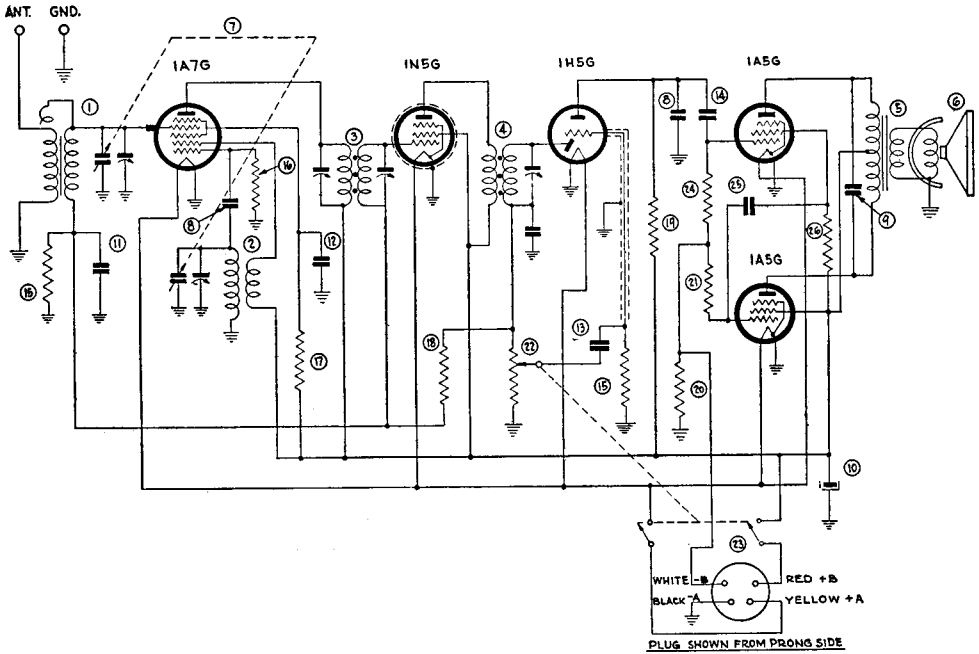 ANT. GND.
7
6
1A7G
1N5G
1H5G
1A5G
1
8
14
5
3
4
16
24
25
8
9
19
26
2
12
11
1A5G
15
21
13
17
18
22
15
20
10
23
WHITE -B
RED +B
BLACK -A
YELLOW +A
PLUG SHOWN FROM PRONG SIDE